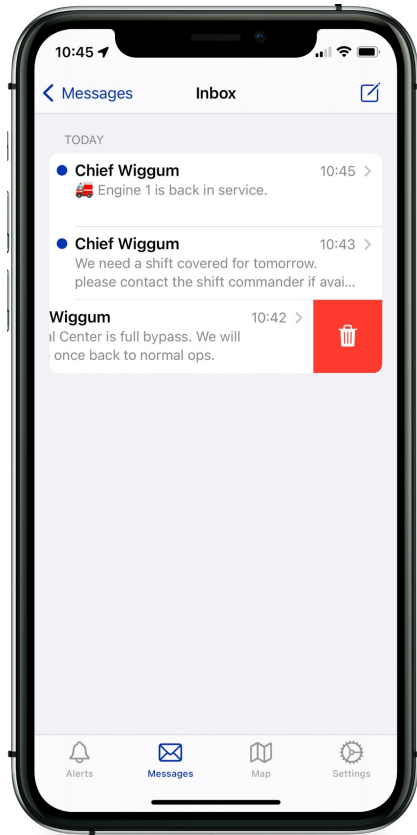 10:45
Messages
Inbox
TODAY
Chief Wiggum 10:45
🚒 Engine 1 is back in service.
Chief Wiggum 10:43
We need a shift covered for tomorrow.
please contact the shift commander if avai...
Wiggum 10:42
l Center is full bypass. We will
once back to normal ops.
Alerts
Messages
Map
Settings